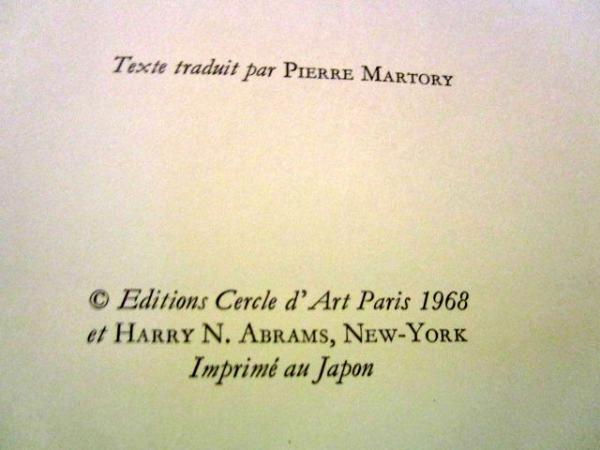 Texte traduit par PIERRE MARTORY
© Editions Cercle d'Art Paris 1968
et HARRY N. ABRAMS, NEW-YORK
Imprimé au Japon